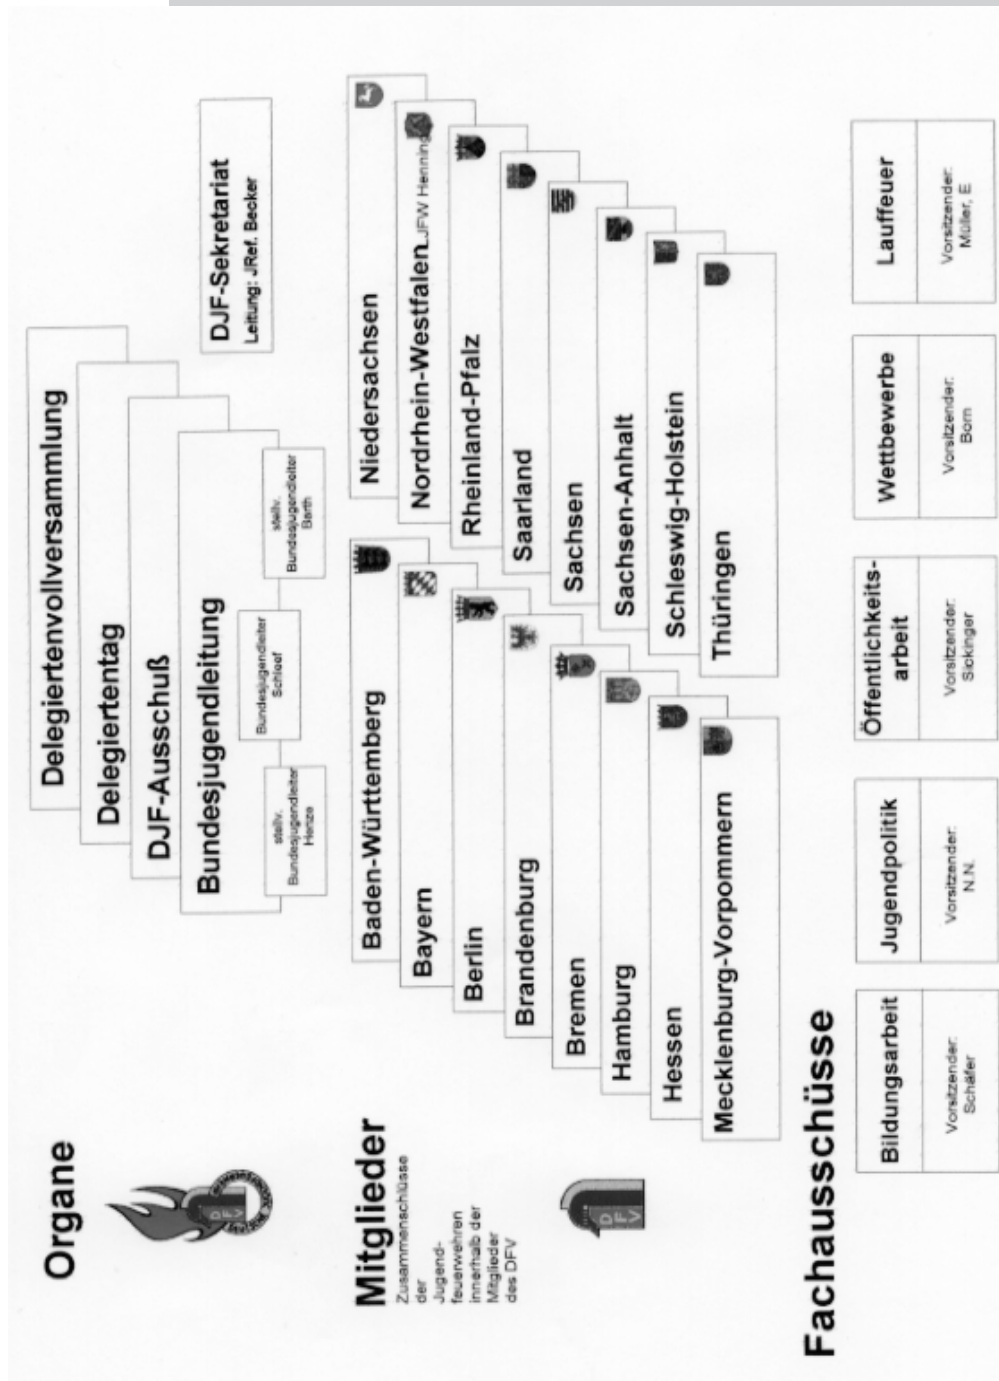 Organe
Delegiertenvollversammlung
Delegiertentag
DJF-Ausschuß
Bundesjugendleitung
stellv.
Bundesjugendleiter
Henze
Bundesjugendleiter
Schleef
stellv.
Bundesjugendleiter
Barth
DJF-Sekretariat
Leitung: JRef. Becker
DFV
Mitglieder
Zusammenschlüsse
der
Jugend-
feuerwehren
innerhalb der
Mitglieder
des DFV
DFV
Baden-Württemberg
Bayern
Berlin
Brandenburg
Bremen
Hamburg
Hessen
Mecklenburg-Vorpommern
Niedersachsen
Nordrhein-Westfalen JFW Henning
Rheinland-Pfalz
Saarland
Sachsen
Sachsen-Anhalt
Schleswig-Holstein
Thüringen
Fachausschüsse
Bildungsarbeit
Vorsitzender:
Schäfer
Jugendpolitik
Vorsitzender:
N.N.
Öffentlichkeits-
arbeit
Vorsitzender:
Sickinger
Wettbewerbe
Vorsitzender:
Born
Lauffeuer
Vorsitzender:
Müller, E